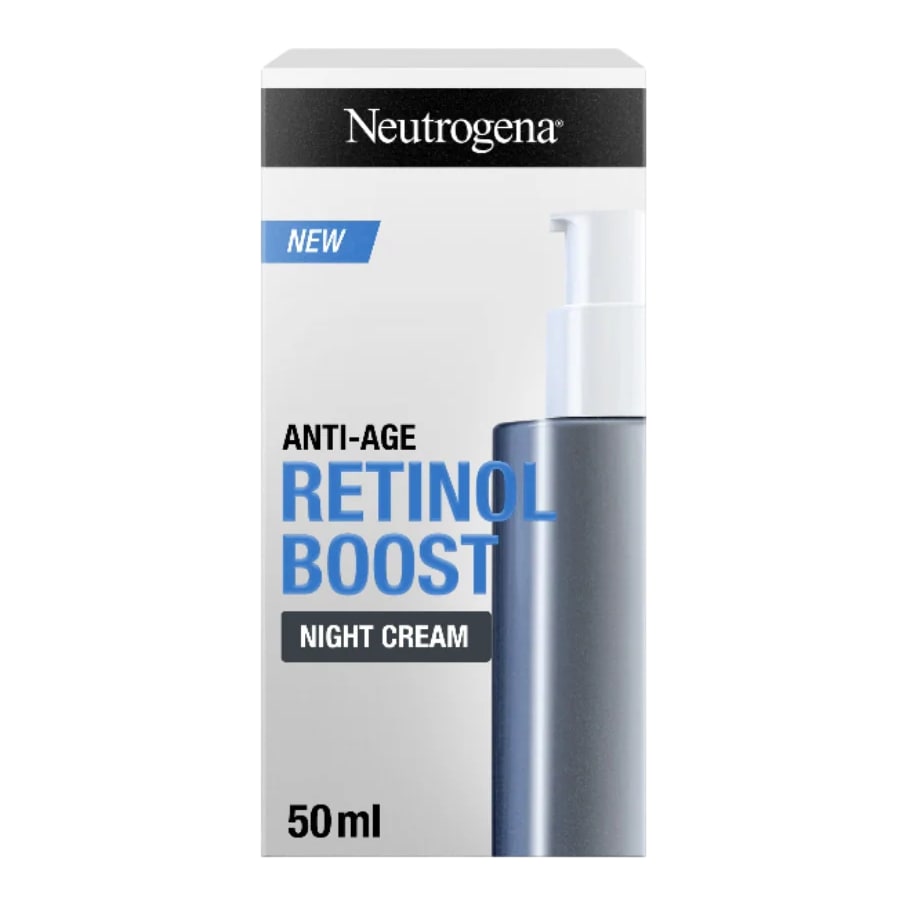 Neutrogena®
NEW
ANTI-AGE
RETINOL
BOOST
NIGHT CREAM
50 ml